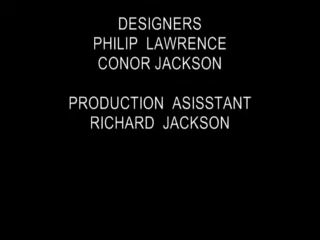 DESIGNERS
PHILIP LAWRENCE
CONOR JACKSON
PRODUCTION ASISSTANT
RICHARD JACKSON